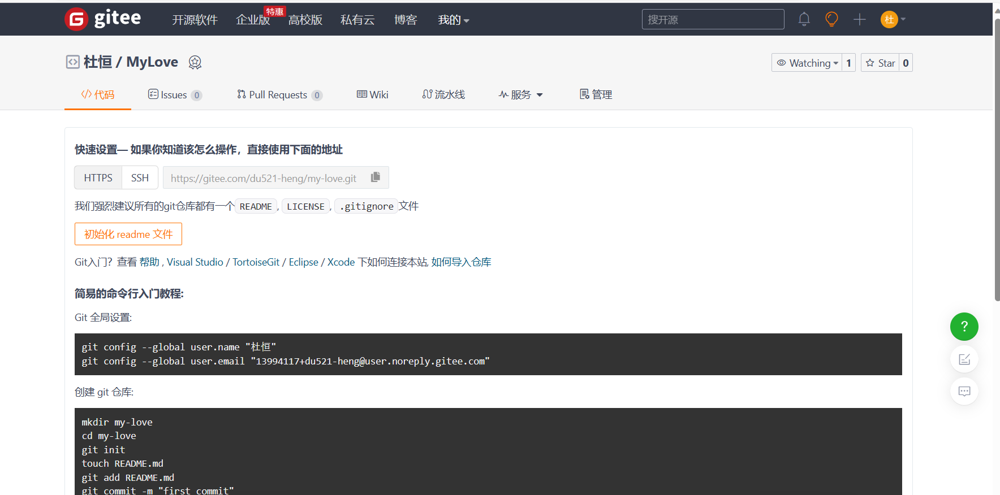 gitee 开源软件 企业版 特惠 高校版 私有云 博客 我的 搜开源 杜
杜恒 / MyLove Watching 1 Star 0
代码 Issues 0 Pull Requests 0 Wiki 流水线 服务 管理
快速设置— 如果你知道该怎么操作，直接使用下面的地址
HTTPS SSH https://gitee.com/du521-heng/my-love.git
我们强烈建议所有的git仓库都有一个 README, LICENSE, .gitignore 文件
初始化 readme 文件
Git入门？查看 帮助 , Visual Studio / TortoiseGit / Eclipse / Xcode 下如何连接本站, 如何导入仓库
简易的命令行入门教程:
Git 全局设置:
git config --global user.name "杜恒"
git config --global user.email "13994117+du521-heng@user.noreply.gitee.com"
?
创建 git 仓库:
mkdir my-love
cd my-love
git init
touch README.md
git add README.md
git commit -m "first commit"